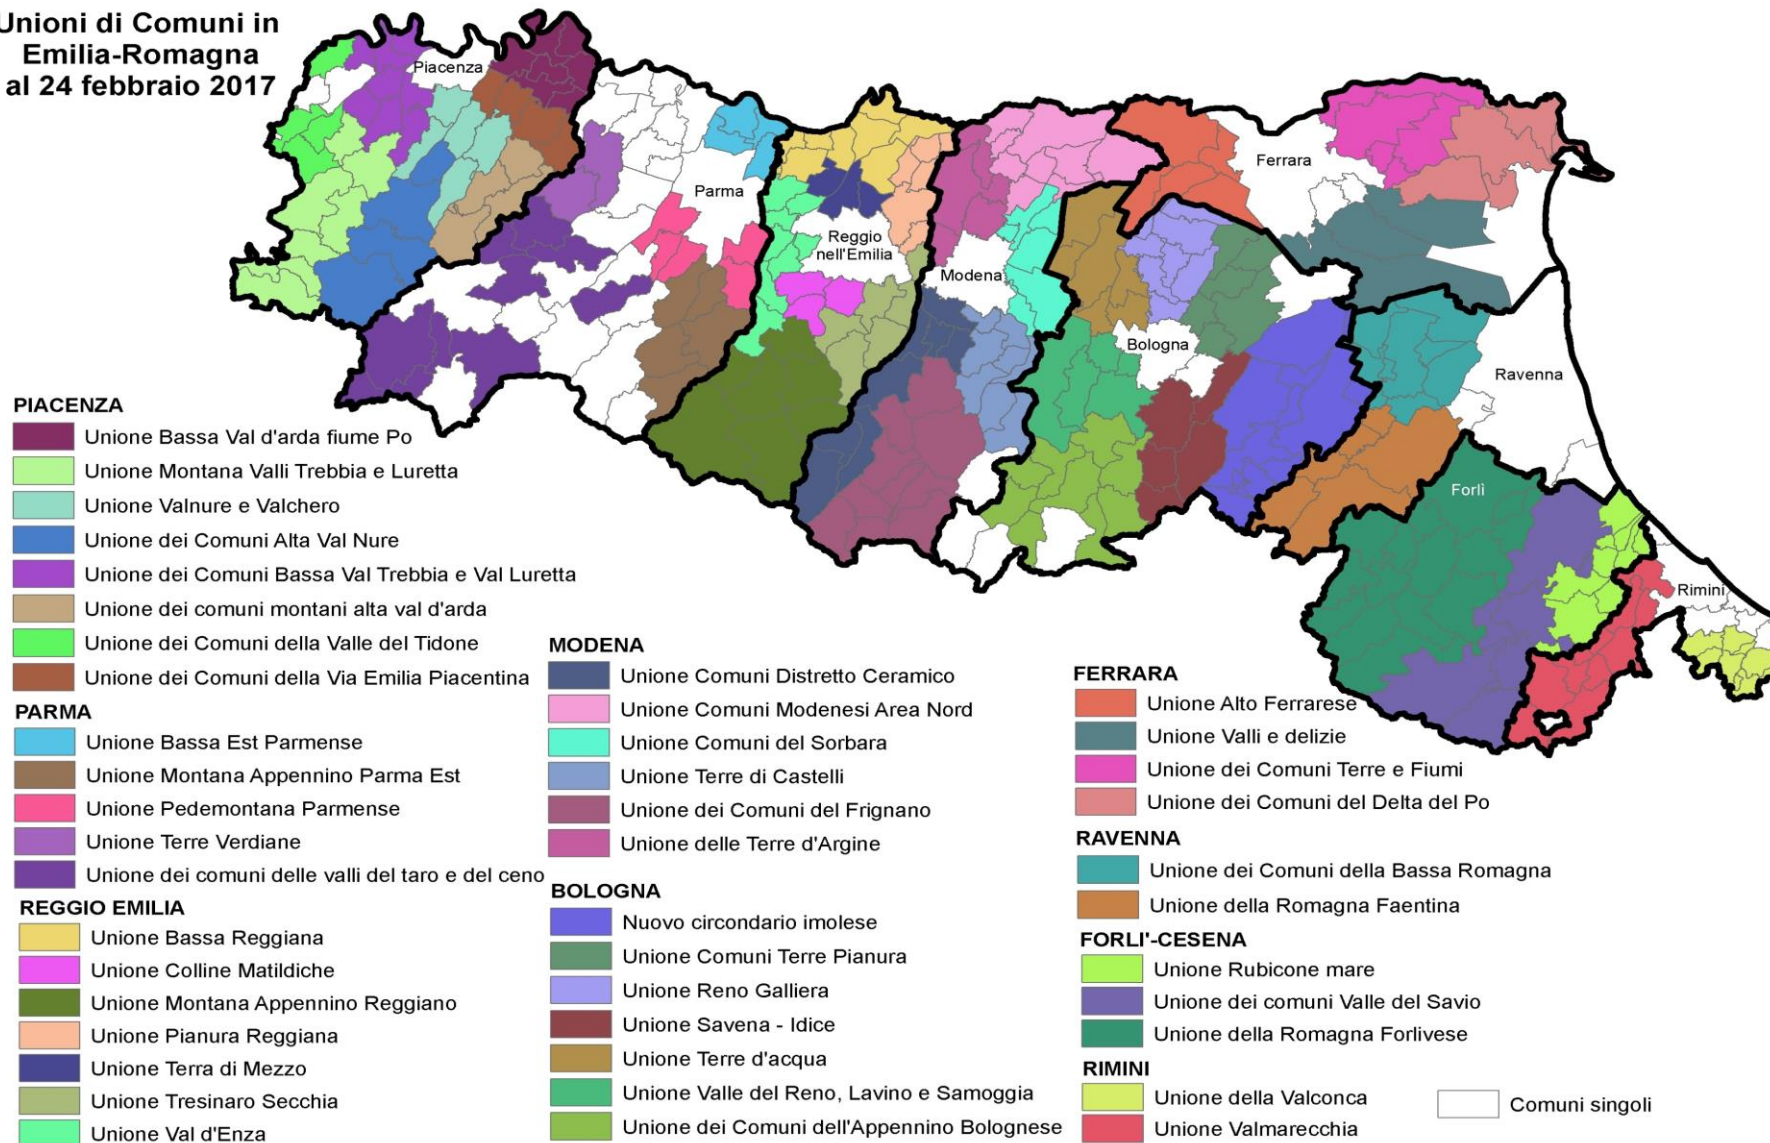 Unioni di Comuni in
Emilia-Romagna
al 24 febbraio 2017
Piacenza
Parma
Reggio
nell'Emilia
Modena
Bologna
Ferrara
Ravenna
Forlì
Rimini
PIACENZA
Unione Bassa Val d'arda fiume Po
Unione Montana Valli Trebbia e Luretta
Unione Valnure e Valchero
Unione dei Comuni Alta Val Nure
Unione dei Comuni Bassa Val Trebbia e Val Luretta
Unione dei comuni montani alta val d'arda
Unione dei Comuni della Valle del Tidone
Unione dei Comuni della Via Emilia Piacentina
PARMA
Unione Bassa Est Parmense
Unione Montana Appennino Parma Est
Unione Pedemontana Parmense
Unione Terre Verdiane
Unione dei comuni delle valli del taro e del ceno
REGGIO EMILIA
Unione Bassa Reggiana
Unione Colline Matildiche
Unione Montana Appennino Reggiano
Unione Pianura Reggiana
Unione Terra di Mezzo
Unione Tresinaro Secchia
Unione Val d'Enza
MODENA
Unione Comuni Distretto Ceramico
Unione Comuni Modenesi Area Nord
Unione Comuni del Sorbara
Unione Terre di Castelli
Unione dei Comuni del Frignano
Unione delle Terre d'Argine
BOLOGNA
Nuovo circondario imolese
Unione Comuni Terre Pianura
Unione Reno Galliera
Unione Savena - Idice
Unione Terre d'acqua
Unione Valle del Reno, Lavino e Samoggia
Unione dei Comuni dell'Appennino Bolognese
FERRARA
Unione Alto Ferrarese
Unione Valli e delizie
Unione dei Comuni Terre e Fiumi
Unione dei Comuni del Delta del Po
RAVENNA
Unione dei Comuni della Bassa Romagna
Unione della Romagna Faentina
FORLI'-CESENA
Unione Rubicone mare
Unione dei comuni Valle del Savio
Unione della Romagna Forlivese
RIMINI
Unione della Valconca
Unione Valmarecchia
Comuni singoli